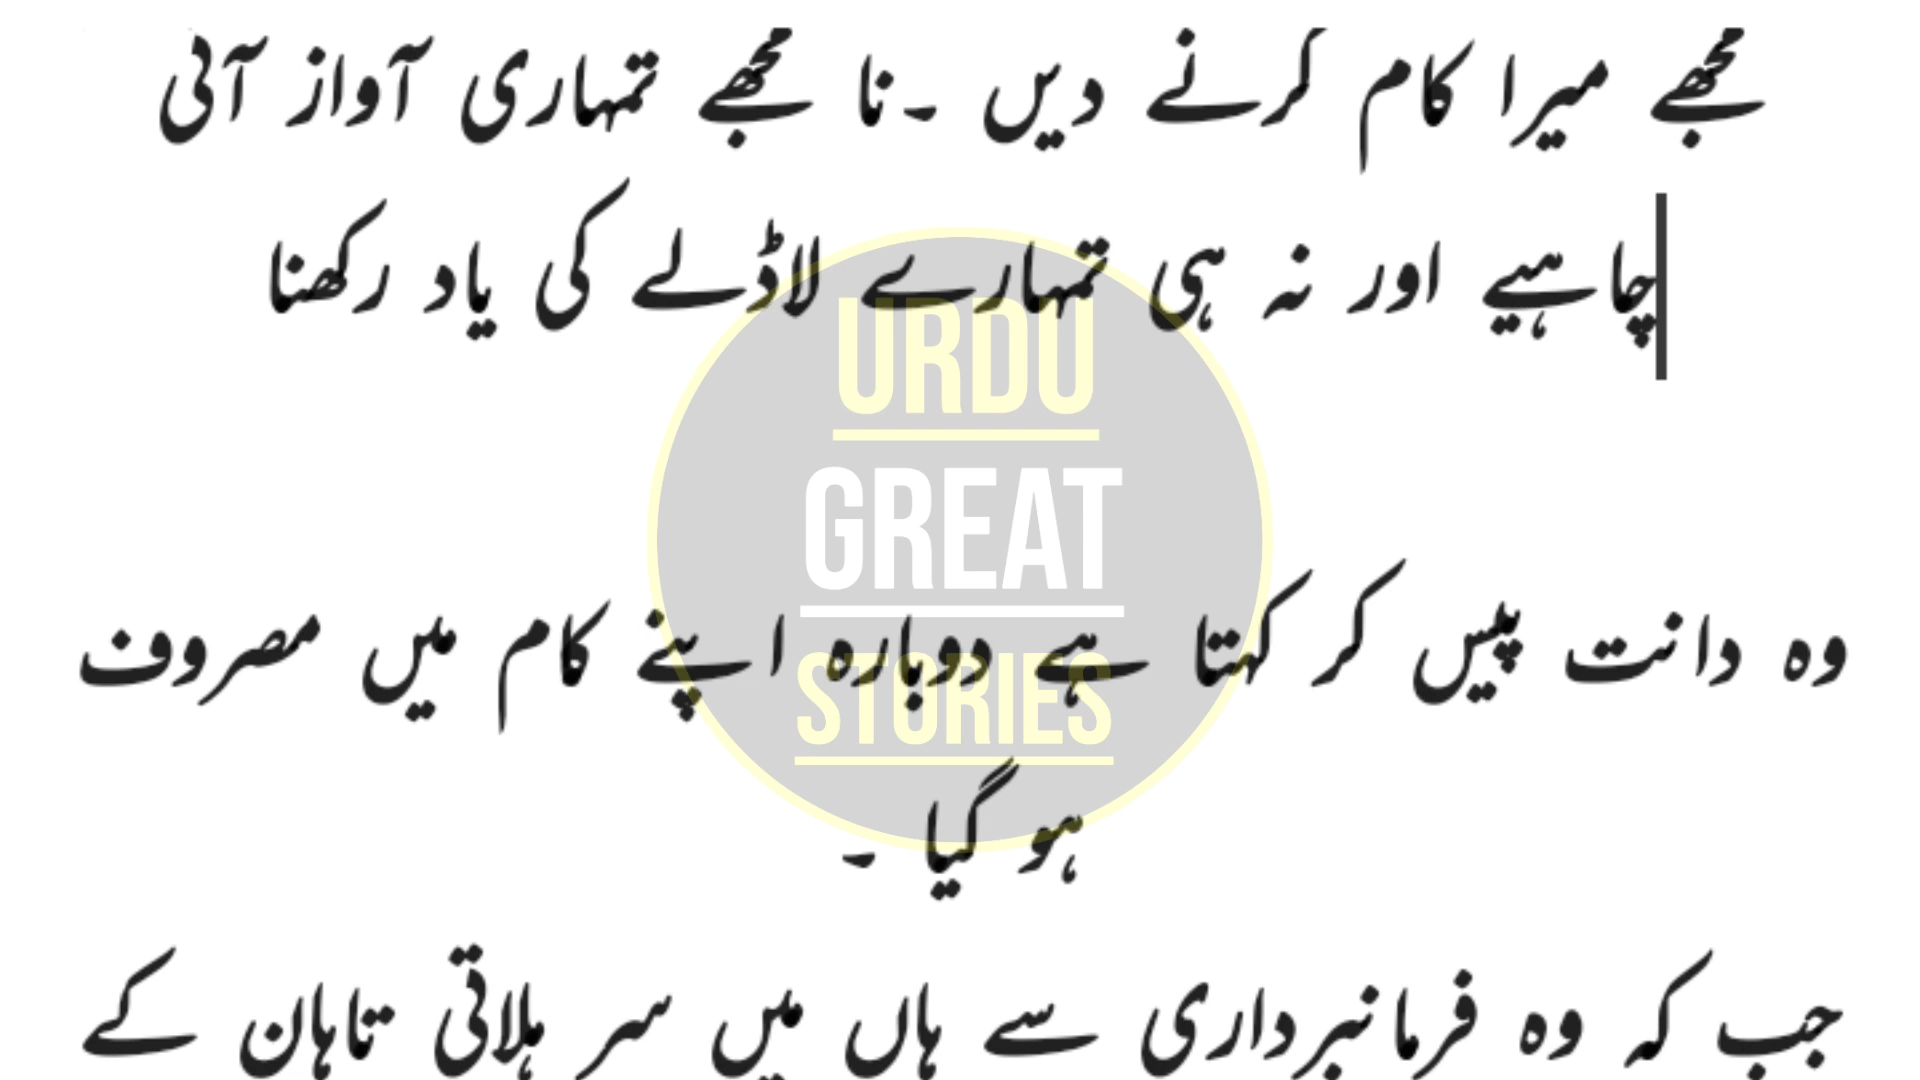 مجھے میرا کام کرنے دیں ۔نا مجھے تمہاری آواز آنی
چاہیے اور نہ ہی تمہارے لاڈلے کی یاد رکھنا
وہ دانت پیس کر کہتا ہے دوبارہ اپنے کام میں مصروف
ہو گیا ۔
جب کہ وہ فرمانبرداری سے ہاں میں سر ہلاتی تاہان کے
URDU
GREAT
STORIES